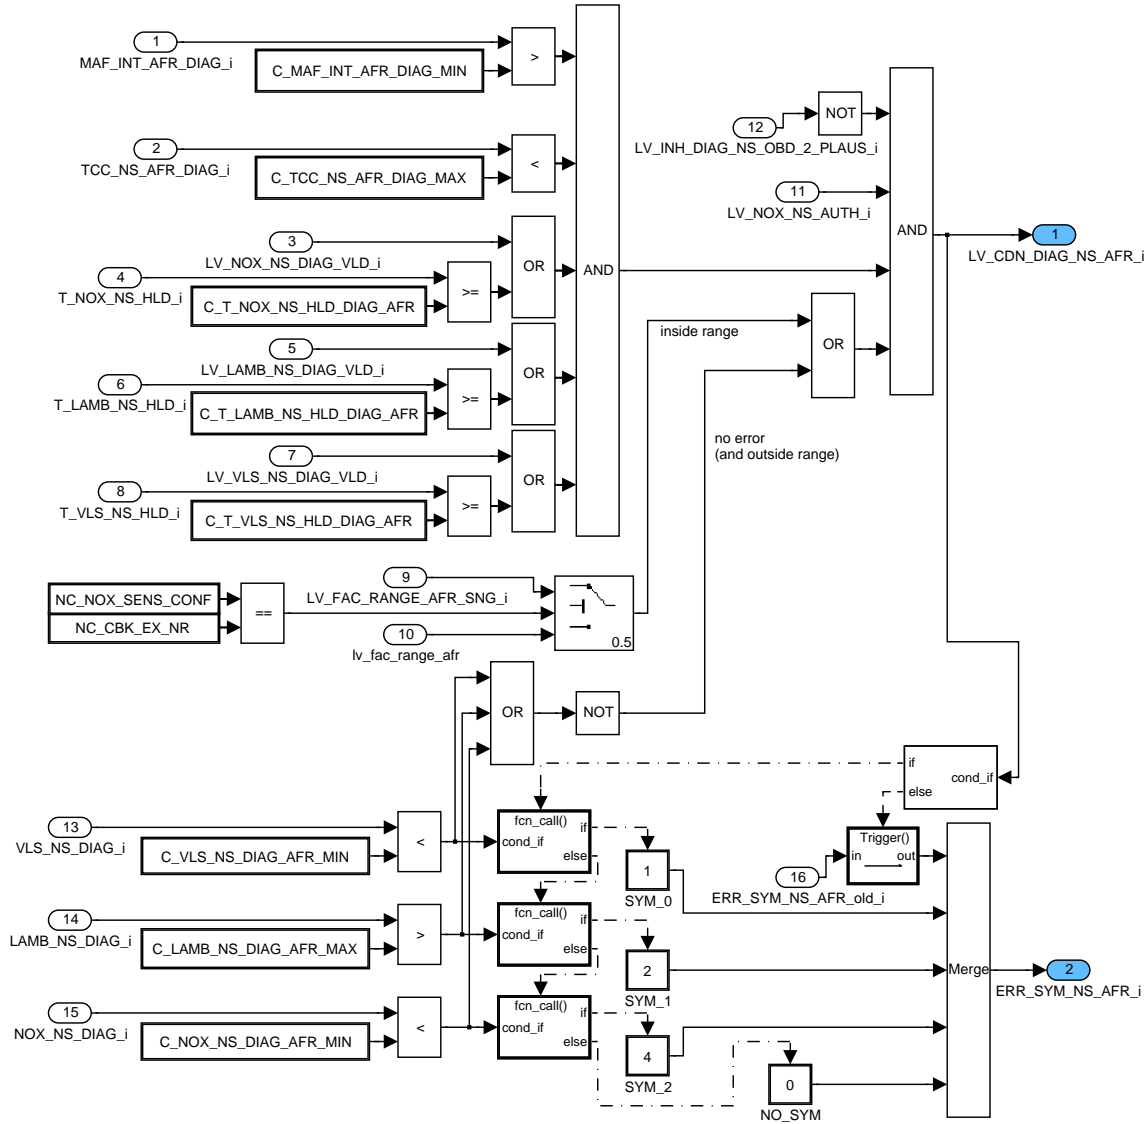 1
MAF_INT_AFR_DIAG_i
C_MAF_INT_AFR_DIAG_MIN
>
2
TCC_NS_AFR_DIAG_i
C_TCC_NS_AFR_DIAG_MAX
<
3
LV_NOX_NS_DIAG_VLD_i
4
T_NOX_NS_HLD_i
C_T_NOX_NS_HLD_DIAG_AFR
>=
OR
5
LV_LAMB_NS_DIAG_VLD_i
6
T_LAMB_NS_HLD_i
C_T_LAMB_NS_HLD_DIAG_AFR
>=
OR
7
LV_VLS_NS_DIAG_VLD_i
8
T_VLS_NS_HLD_i
C_T_VLS_NS_HLD_DIAG_AFR
>=
OR
AND
12
LV_INH_DIAG_NS_OBD_2_PLAUS_i
NOT
11
LV_NOX_NS_AUTH_i
AND
1
LV_CDN_DIAG_NS_AFR_i
inside range
OR
no error
(and outside range)
NC_NOX_SENS_CONF
NC_CBK_EX_NR
==
9
LV_FAC_RANGE_AFR_SNG_i
10
lv_fac_range_afr
0.5
OR
NOT
if
else
cond_if
13
VLS_NS_DIAG_i
C_VLS_NS_DIAG_AFR_MIN
<
fcn_call()
cond_if
if
else
1
SYM_0
Trigger()
in
out
16
ERR_SYM_NS_AFR_old_i
14
LAMB_NS_DIAG_i
C_LAMB_NS_DIAG_AFR_MAX
>
fcn_call()
cond_if
if
else
2
SYM_1
Merge
2
ERR_SYM_NS_AFR_i
15
NOX_NS_DIAG_i
C_NOX_NS_DIAG_AFR_MIN
<
fcn_call()
cond_if
if
else
4
SYM_2
0
NO_SYM